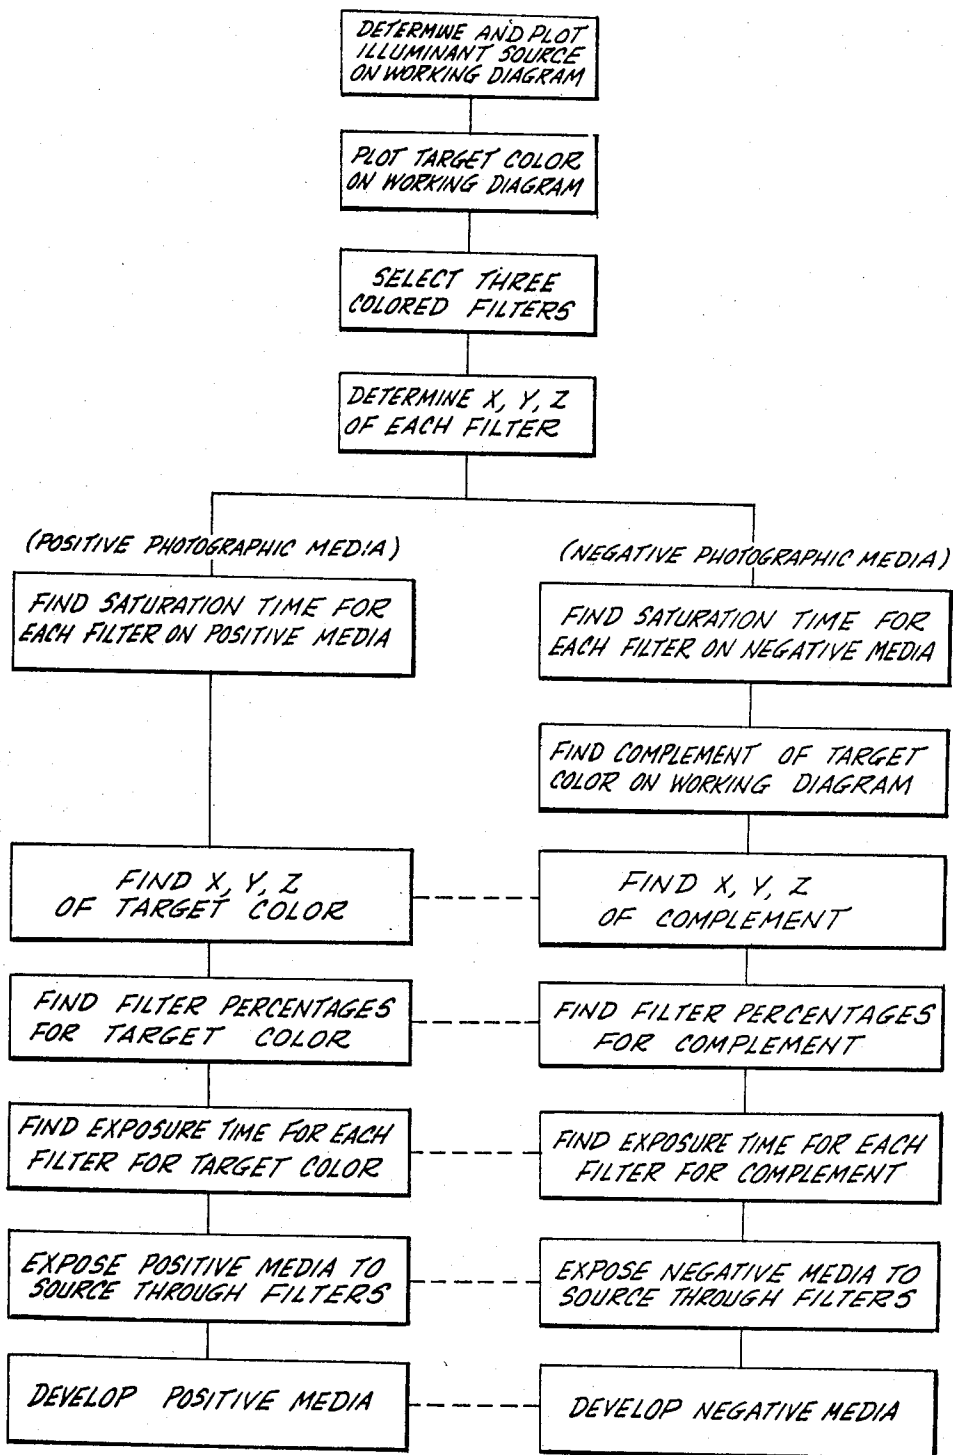 DETERMINE AND PLOT
ILLUMINANT SOURCE
ON WORKING DIAGRAM
PLOT TARGET COLOR
ON WORKING DIAGRAM
SELECT THREE
COLORED FILTERS
DETERMINE X, Y, Z
OF EACH FILTER
(POSITIVE PHOTOGRAPHIC MEDIA)
FIND SATURATION TIME FOR
EACH FILTER ON POSITIVE MEDIA
FIND X, Y, Z
OF TARGET COLOR
FIND FILTER PERCENTAGES
FOR TARGET COLOR
FIND EXPOSURE TIME FOR EACH
FILTER FOR TARGET COLOR
EXPOSE POSITIVE MEDIA TO
SOURCE THROUGH FILTERS
DEVELOP POSITIVE MEDIA
(NEGATIVE PHOTOGRAPHIC MEDIA)
FIND SATURATION TIME FOR
EACH FILTER ON NEGATIVE MEDIA
FIND COMPLEMENT OF TARGET
COLOR ON WORKING DIAGRAM
FIND X, Y, Z
OF COMPLEMENT
FIND FILTER PERCENTAGES
FOR COMPLEMENT
FIND EXPOSURE TIME FOR EACH
FILTER FOR COMPLEMENT
EXPOSE NEGATIVE MEDIA TO
SOURCE THROUGH FILTERS
DEVELOP NEGATIVE MEDIA